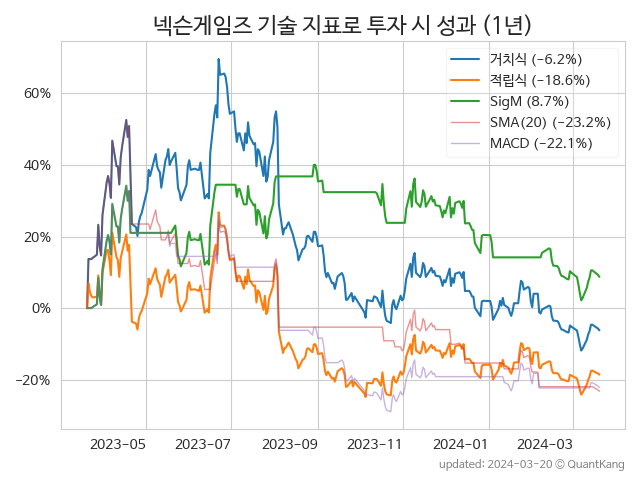 넥슨게임즈 기술 지표로 투자 시 성과 (1년)
거치식 (−6.2%)
적립식 (−18.6%)
SigM (8.7%)
SMA(20) (−23.2%)
MACD (−22.1%)
60%
40%
20%
0%
−20%
2023−05 2023−07 2023−09 2023−11 2024−01 2024−03
updated: 2024−03−20 © QuantKang